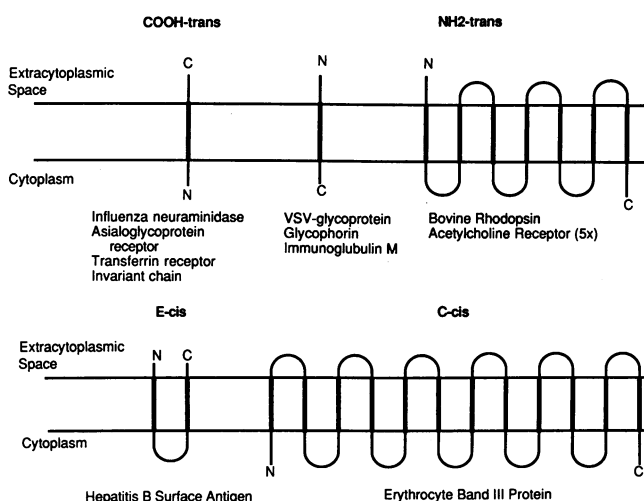 COOH-trans
NH2-trans
Extracytoplasmic
Space
C
N
N
Cytoplasm
N
C
C
Influenza neuraminidase
Asialoglycoprotein
receptor
Transferrin receptor
Invariant chain
VSV-glycoprotein
Glycophorin
Immunoglubulin M
Bovine Rhodopsin
Acetylcholine Receptor (5x)
E-cis
C-cis
Extracytoplasmic
Space
N
C
Cytoplasm
N
C
Hepatitis B Surface Antigen
Erythrocyte Band III Protein